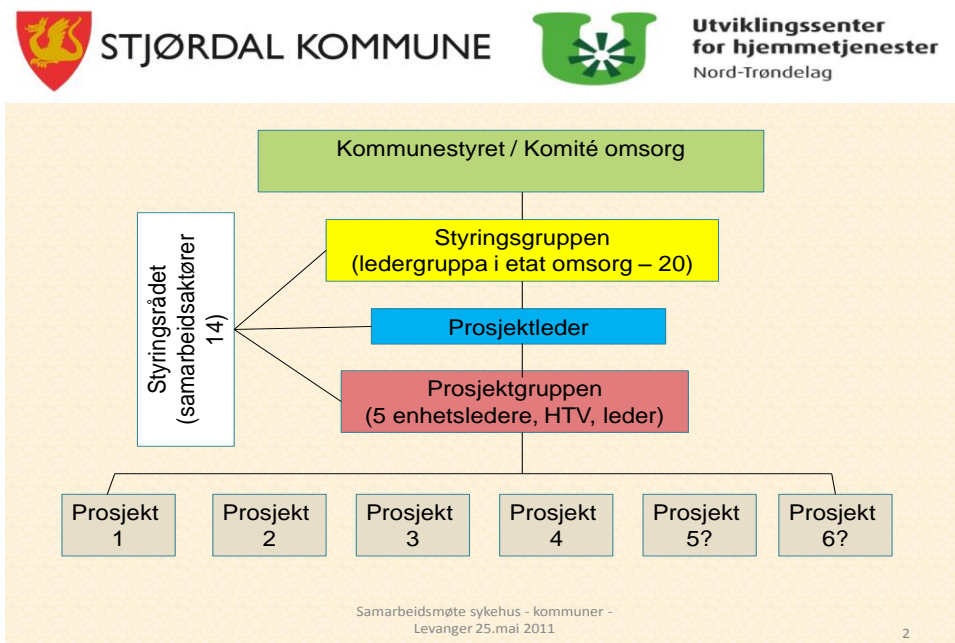 STJØRDAL KOMMUNE
Utviklingssenter
for hjemmetjenester
Nord-Trøndelag
Kommunestyret / Komité omsorg
Styringsrådet
(samarbeidsaktører
14)
Styringsgruppen
(ledergruppa i etat omsorg – 20)
Prosjektleder
Prosjektgruppen
(5 enhetsledere, HTV, leder)
Prosjekt
1
Prosjekt
2
Prosjekt
3
Prosjekt
4
Prosjekt
5?
Prosjekt
6?
Samarbeidsmøte sykehus - kommuner -
Levanger 25.mai 2011
2